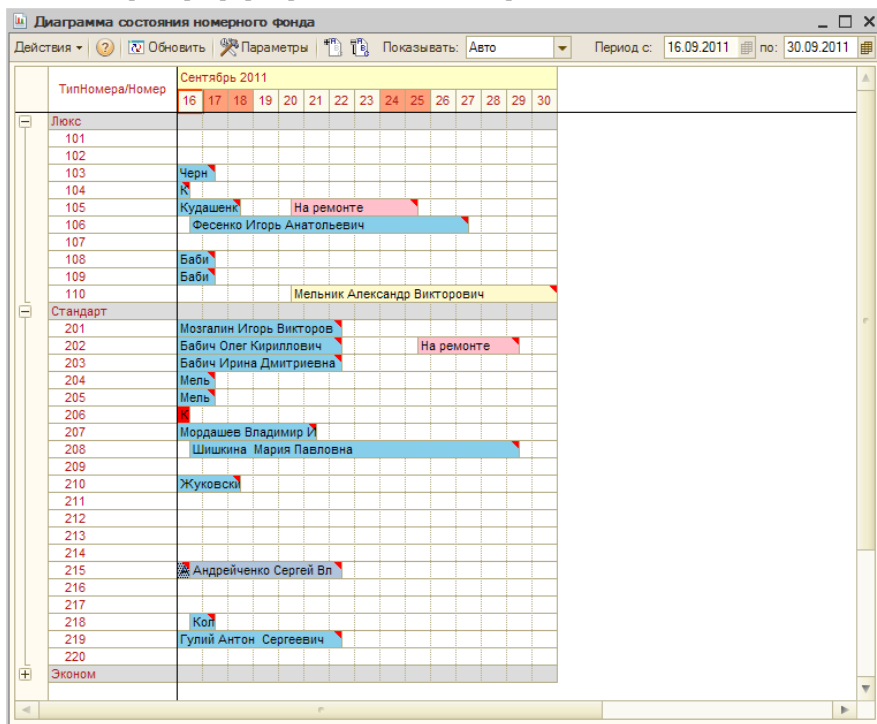 Диаграмма состояния номерного фонда
Действия Обновить Параметры Показывать: Авто Период с: 16.09.2011 по: 30.09.2011
ТипНомера/Номер Сентябрь 2011
16 17 18 19 20 21 22 23 24 25 26 27 28 29 30
Люкс
101
102
103 Черн
104 К
105 Кудашенк На ремонте
106 Фесенко Игорь Анатольевич
107
108 Баби
109 Баби
110 Мельник Александр Викторович
Стандарт
201 Мозгалин Игорь Викторов
202 Бабич Олег Кириллович На ремонте
203 Бабич Ирина Дмитриевна
204 Мель
205 Мель
206 К
207 Мордашев Владимир И
208 Шишкина Мария Павловна
209
210 Жуковски
211
212
213
214
215 А Андрейченко Сергей Вл
216
217
218 Кол
219 Гулий Антон Сергеевич
220
Эконом